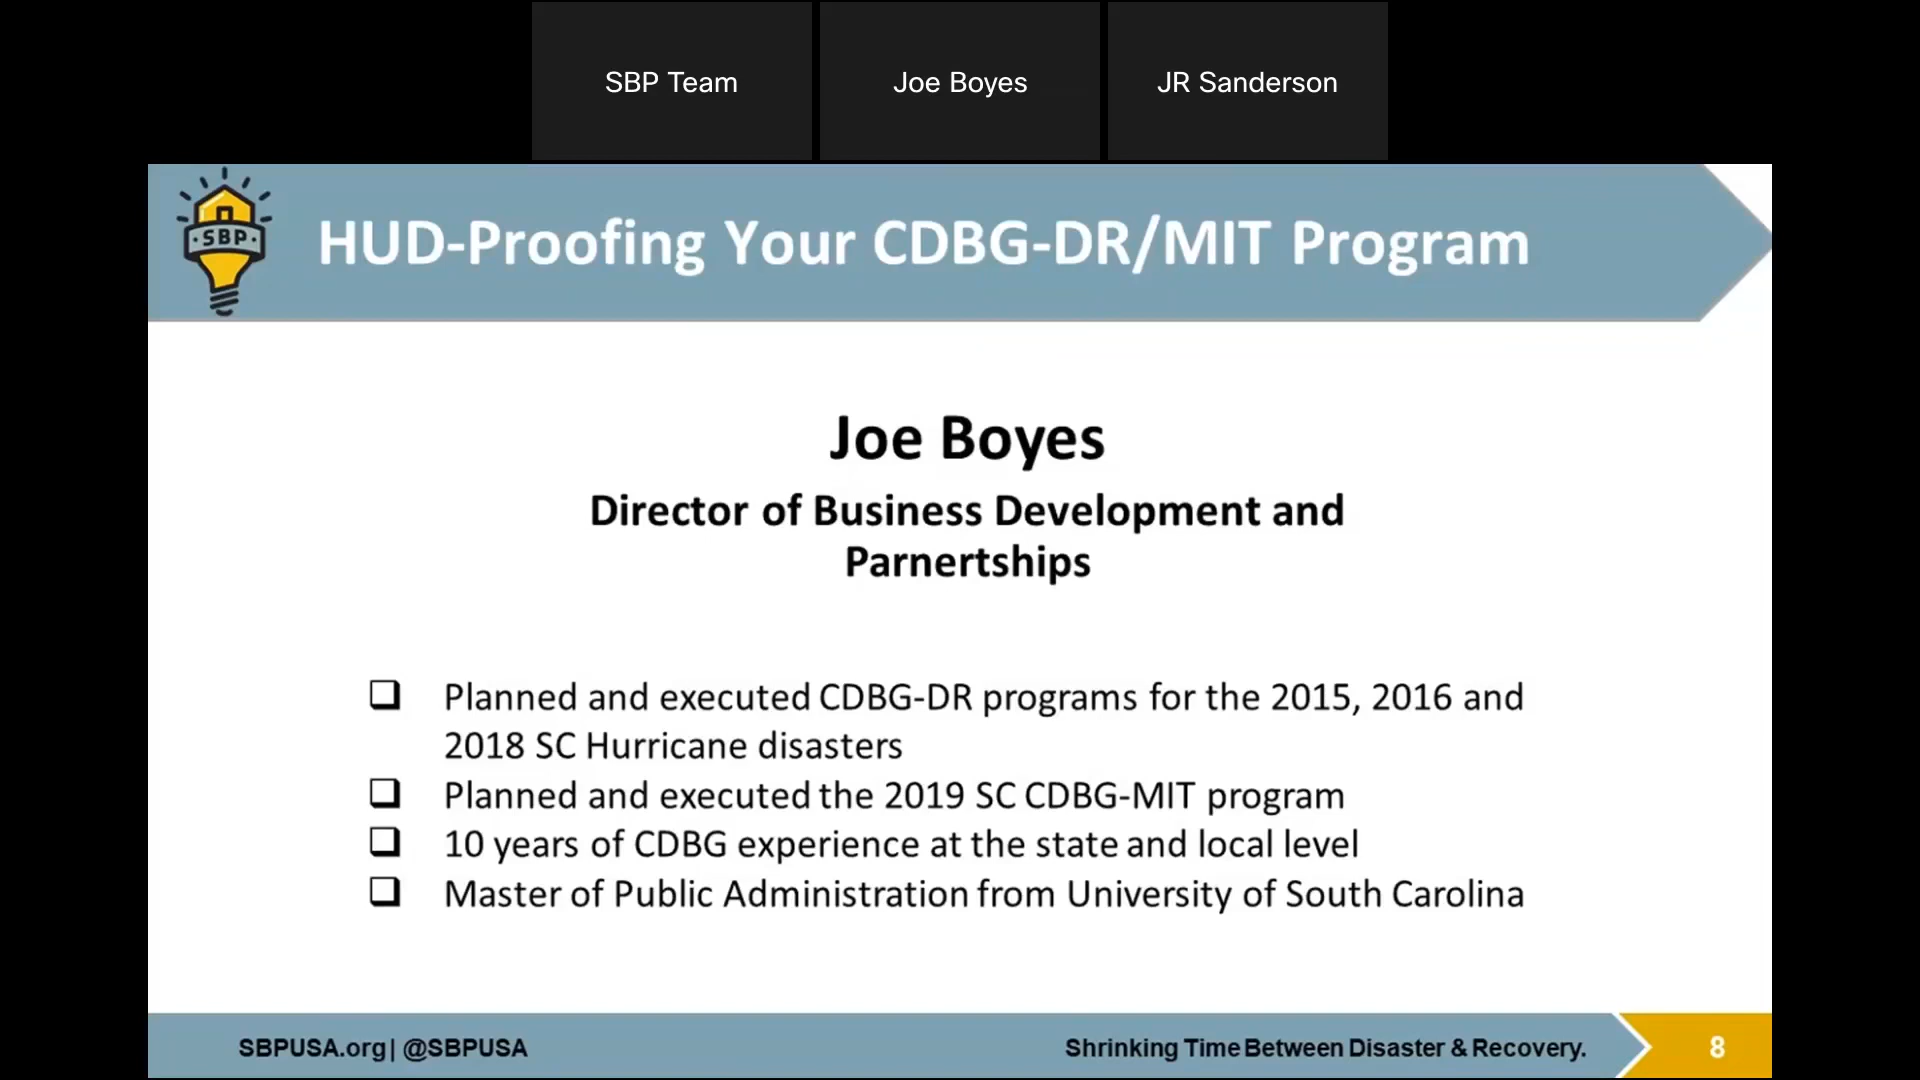 SBP Team
Joe Boyes
JR Sanderson
·SBP·
HUD-Proofing Your CDBG-DR/MIT Program
Joe Boyes
Director of Business Development and
Parnertships
❑ Planned and executed CDBG-DR programs for the 2015, 2016 and
2018 SC Hurricane disasters
❑ Planned and executed the 2019 SC CDBG-MIT program
❑ 10 years of CDBG experience at the state and local level
❑ Master of Public Administration from University of South Carolina
SBPUSA.org| @SBPUSA
Shrinking Time Between Disaster & Recovery.
8